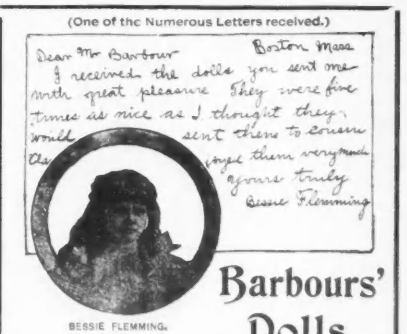 (One of the Numerous Letters received.)
Boston Mass
Dear Mr Barbour
I received the dolls you sent me
with great pleasure They were five
times as nice as I thought they
would sent them to cousin
them very much
yours truly
Bessie Flemming
BESSIE FLEMMING.
Barbours'
Dolls